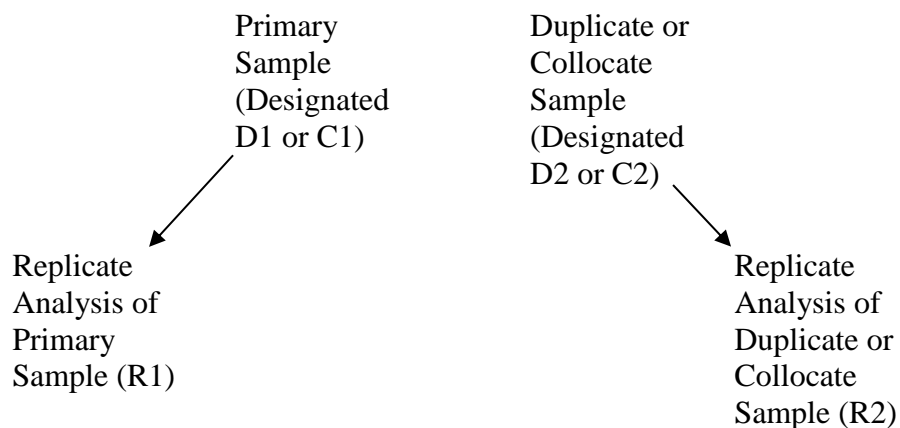 Primary
Sample
(Designated
D1 or C1)
Duplicate or
Collocate
Sample
(Designated
D2 or C2)
Replicate
Analysis of
Primary
Sample (R1)
Replicate
Analysis of
Duplicate or
Collocate
Sample (R2)